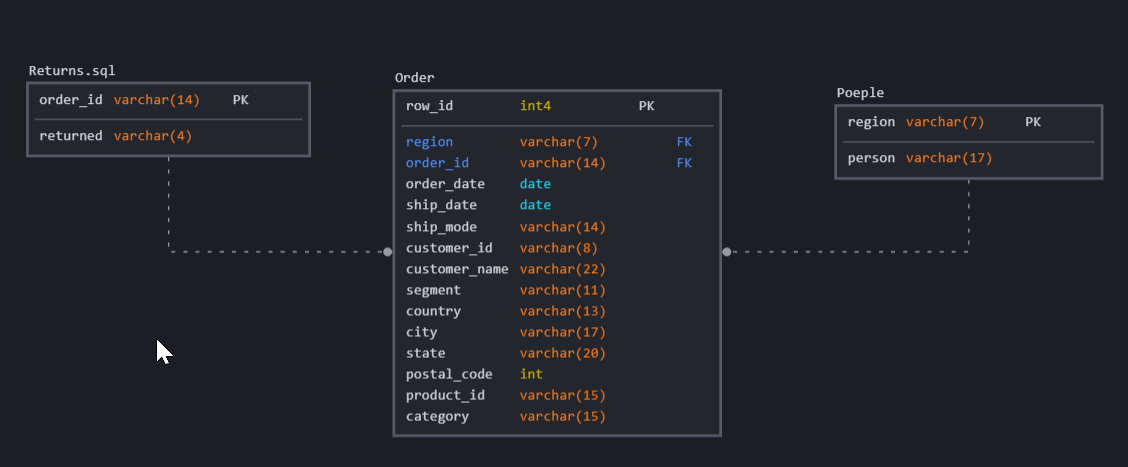 Returns.sql
order_id varchar(14) PK
returned varchar(4)
Order
row_id int4 PK
region varchar(7) FK
order_id varchar(14) FK
order_date date
ship_date date
ship_mode varchar(14)
customer_id varchar(8)
customer_name varchar(22)
segment varchar(11)
country varchar(13)
city varchar(17)
state varchar(20)
postal_code int
product_id varchar(15)
category varchar(15)
Poeple
region varchar(7) PK
person varchar(17)